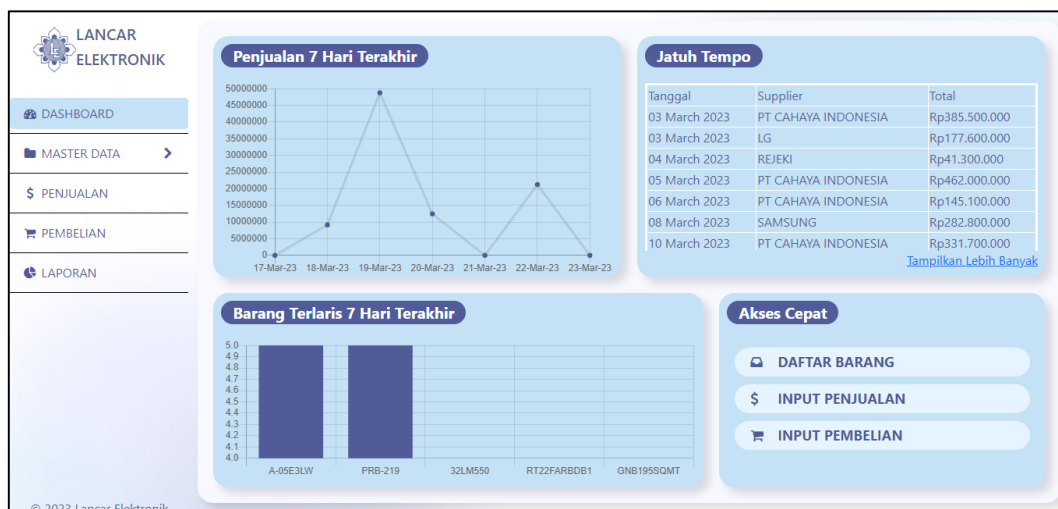 LANCAR
ELEKTRONIK
DASHBOARD
MASTER DATA
PENJUALAN
PEMBELIAN
LAPORAN
© 2023 Lancar Elektronik
Penjualan 7 Hari Terakhir
50000000
45000000
40000000
35000000
30000000
25000000
20000000
15000000
10000000
5000000
0
17-Mar-23 18-Mar-23 19-Mar-23 20-Mar-23 21-Mar-23 22-Mar-23 23-Mar-23
Jatuh Tempo
Tanggal Supplier Total
03 March 2023 PT CAHAYA INDONESIA Rp385.500.000
03 March 2023 LG Rp177.600.000
04 March 2023 REJEKI Rp41.300.000
05 March 2023 PT CAHAYA INDONESIA Rp462.000.000
06 March 2023 PT CAHAYA INDONESIA Rp145.100.000
08 March 2023 SAMSUNG Rp282.800.000
10 March 2023 PT CAHAYA INDONESIA Rp331.700.000
Tampilkan Lebih Banyak
Barang Terlaris 7 Hari Terakhir
5.0
4.9
4.8
4.7
4.6
4.5
4.4
4.3
4.2
4.1
4.0
A-05E3LW PRB-219 32LM550 RT22FARBDB1 GNB195SQMT
Akses Cepat
DAFTAR BARANG
$ INPUT PENJUALAN
INPUT PEMBELIAN